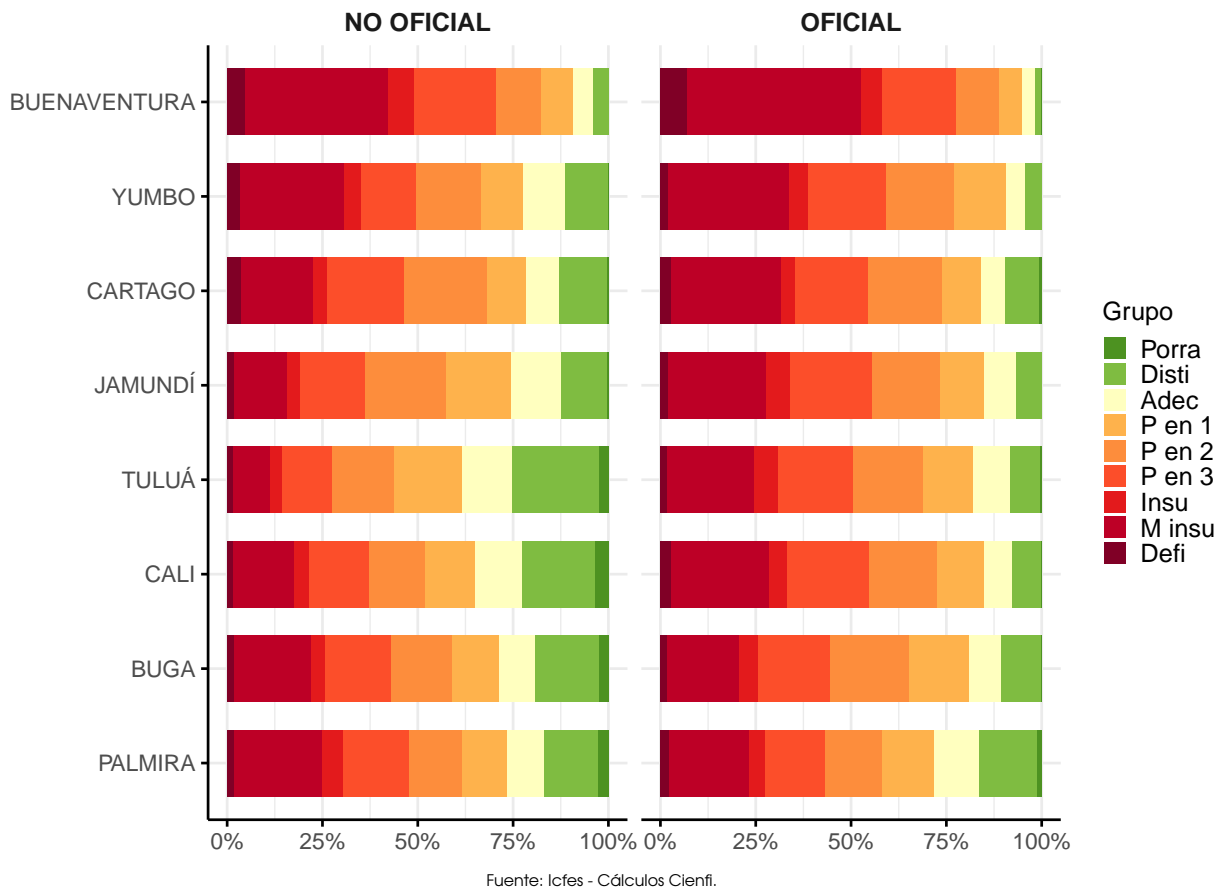 NO OFICIAL
OFICIAL
BUENAVENTURA
YUMBO
CARTAGO
JAMUNDÍ
TULUÁ
CALI
BUGA
PALMIRA
0% 25% 50% 75% 100%
0% 25% 50% 75% 100%
Grupo
Porra
Disti
Adec
P en 1
P en 2
P en 3
Insu
M insu
Defi
Fuente: Icfes - Cálculos Cienfi.